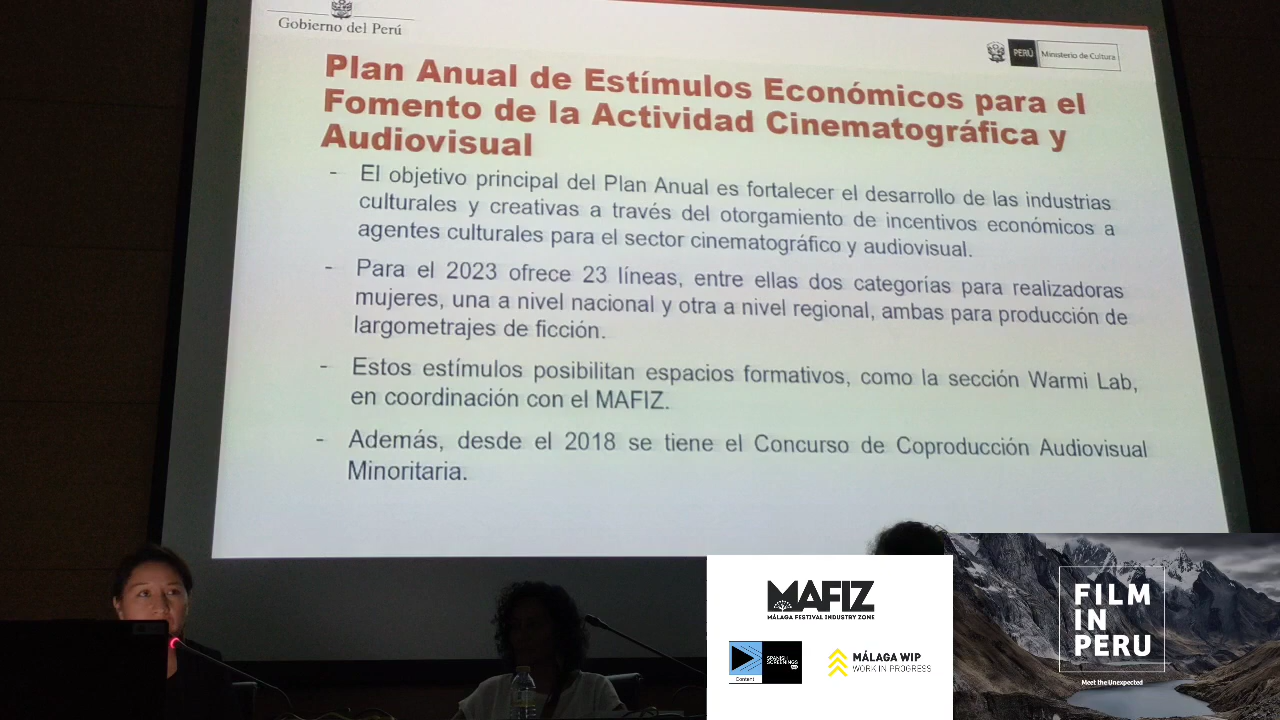 Gobierno del Perú
PERÚ Ministerio de Cultura
Plan Anual de Estímulos Económicos para el
Fomento de la Actividad Cinematográfica y
Audiovisual
- El objetivo principal del Plan Anual es fortalecer el desarrollo de las industrias
culturales y creativas a través del otorgamiento de incentivos económicos a
agentes culturales para el sector cinematográfico y audiovisual.
- Para el 2023 ofrece 23 líneas, entre ellas dos categorías para realizadoras
mujeres, una a nivel nacional y otra a nivel regional, ambas para producción de
largometrajes de ficción.
- Estos estímulos posibilitan espacios formativos, como la sección Warmi Lab,
en coordinación con el MAFIZ.
- Además, desde el 2018 se tiene el Concurso de Coproducción Audiovisual
Minoritaria.
MAFIZ
MÁLAGA FESTIVAL INDUSTRY ZONE
SPANISH
SCREENINGS
Content
MÁLAGA WIP
WORK IN PROGRESS
FILM
IN
PERU
Meet the Unexpected